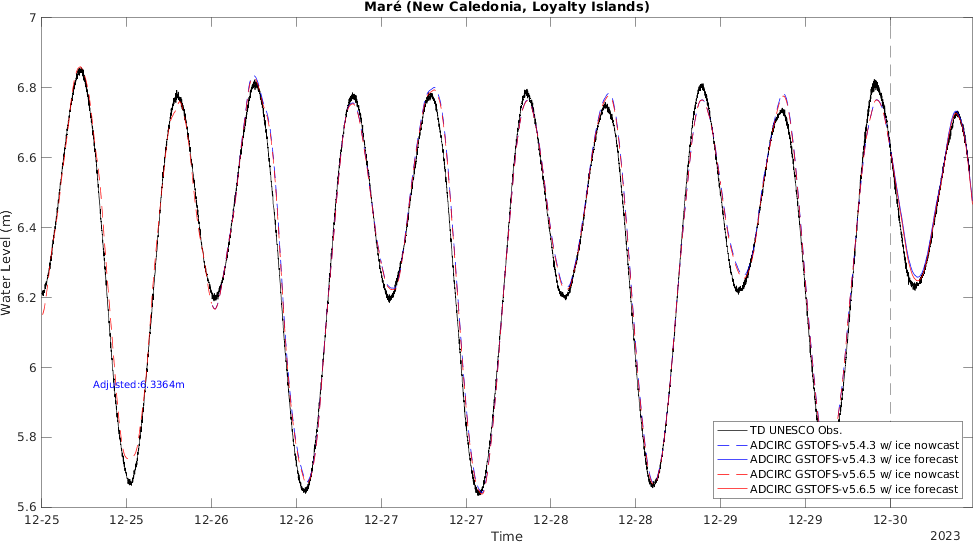 Maré (New Caledonia, Loyalty Islands)
7
6.8
6.6
6.4
6.2
6
5.8
5.6
Water Level (m)
Adjusted:6.3364m
TD UNESCO Obs.
ADCIRC GSTOFS-v5.4.3 w/ ice nowcast
ADCIRC GSTOFS-v5.4.3 w/ ice forecast
ADCIRC GSTOFS-v5.6.5 w/ ice nowcast
ADCIRC GSTOFS-v5.6.5 w/ ice forecast
12-25 12-25 12-26 12-26 12-27 12-27 12-28 12-28 12-29 12-29 12-30
Time
2023